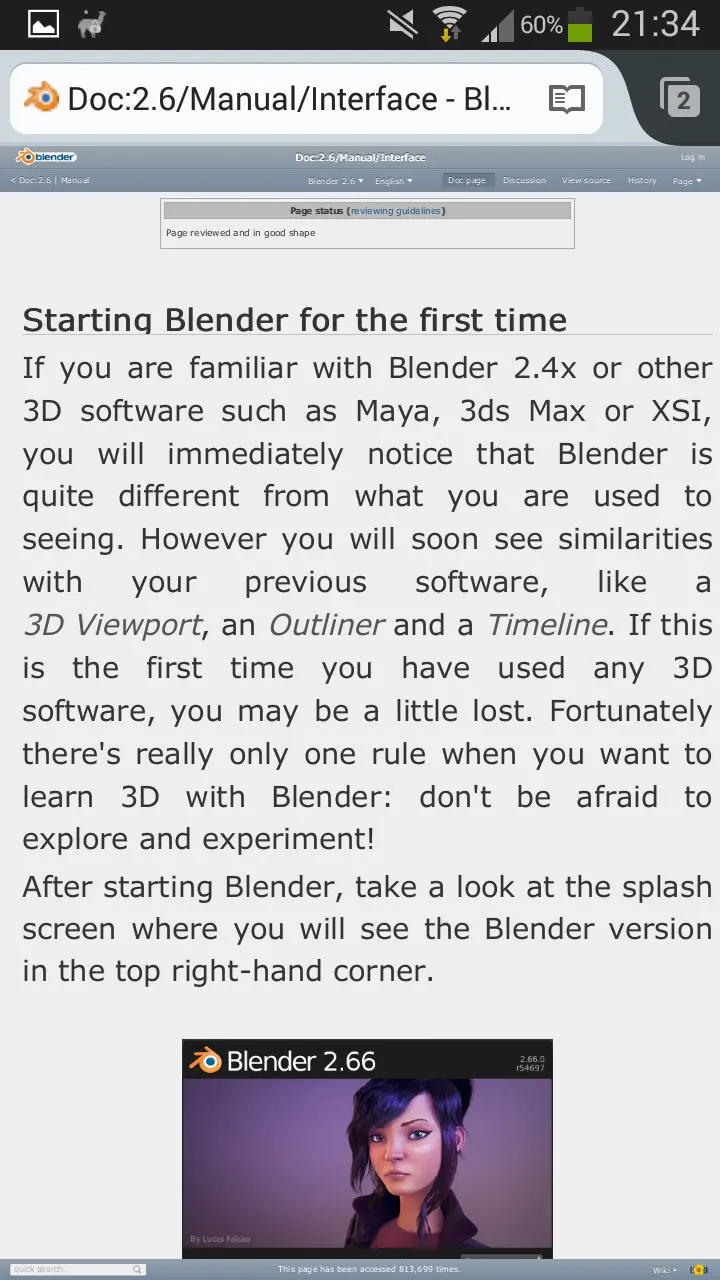 60% 21:34
Doc:2.6/Manual/Interface - Bl... 2
blender Doc:2.6/Manual/Interface Log in
< Doc:2.6 | Manual Blender 2.6 English Doc page Discussion View source History Page
Page status (reviewing guidelines)
Page reviewed and in good shape
Starting Blender for the first time
If you are familiar with Blender 2.4x or other
3D software such as Maya, 3ds Max or XSI,
you will immediately notice that Blender is
quite different from what you are used to
seeing. However you will soon see similarities
with your previous software, like a
3D Viewport, an Outliner and a Timeline. If this
is the first time you have used any 3D
software, you may be a little lost. Fortunately
there's really only one rule when you want to
learn 3D with Blender: don't be afraid to
explore and experiment!
After starting Blender, take a look at the splash
screen where you will see the Blender version
in the top right-hand corner.
Blender 2.66 2.66.0
r54697
By Lucas Falcao
quick search... This page has been accessed 813,699 times. Wiki